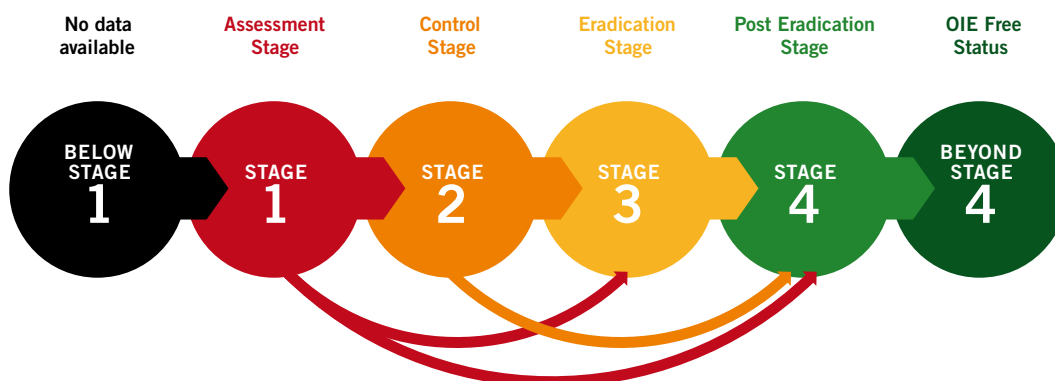 No data
available
Assessment
Stage
Control
Stage
Eradication
Stage
Post Eradication
Stage
OIE Free
Status
BELOW
STAGE
1
STAGE
1
STAGE
2
STAGE
3
STAGE
4
BEYOND
STAGE
4